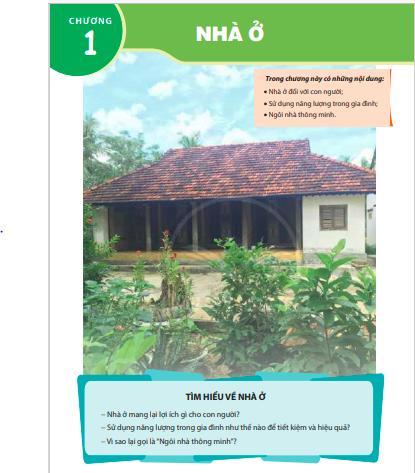 CHƯƠNG
1
NHÀ Ở
Trong chương này có những nội dung:
• Nhà ở đối với con người;
• Sử dụng năng lượng trong gia đình;
• Ngôi nhà thông minh.
TÌM HIỂU VỀ NHÀ Ở
– Nhà ở mang lại lợi ích gì cho con người?
– Sử dụng năng lượng trong gia đình như thế nào để tiết kiệm và hiệu quả?
– Vì sao lại gọi là "Ngôi nhà thông minh"?